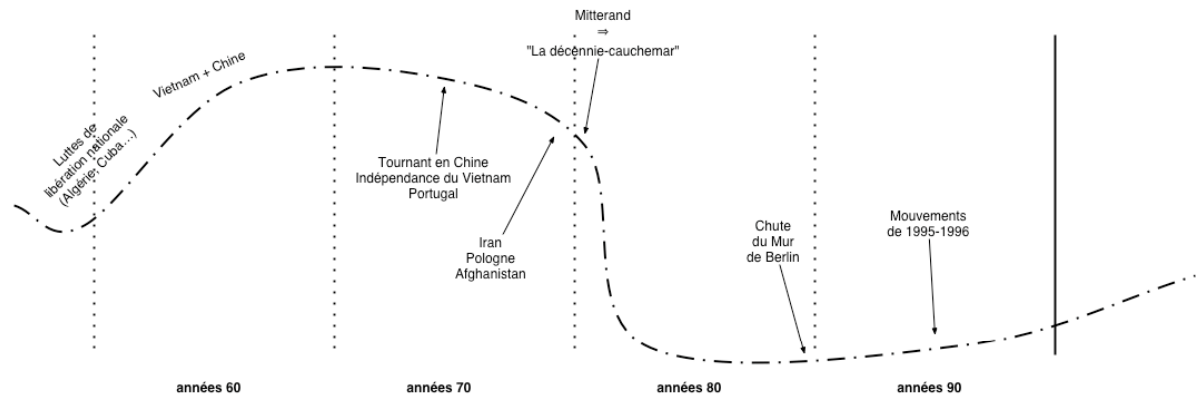 Mitterand
⇒
"La décennie-cauchemar"
Vietnam + Chine
Luttes de
libération nationale
(Algérie, Cuba…)
Tournant en Chine
Indépendance du Vietnam
Portugal
Iran
Pologne
Afghanistan
Chute
du Mur
de Berlin
Mouvements
de 1995-1996
années 60
années 70
années 80
années 90